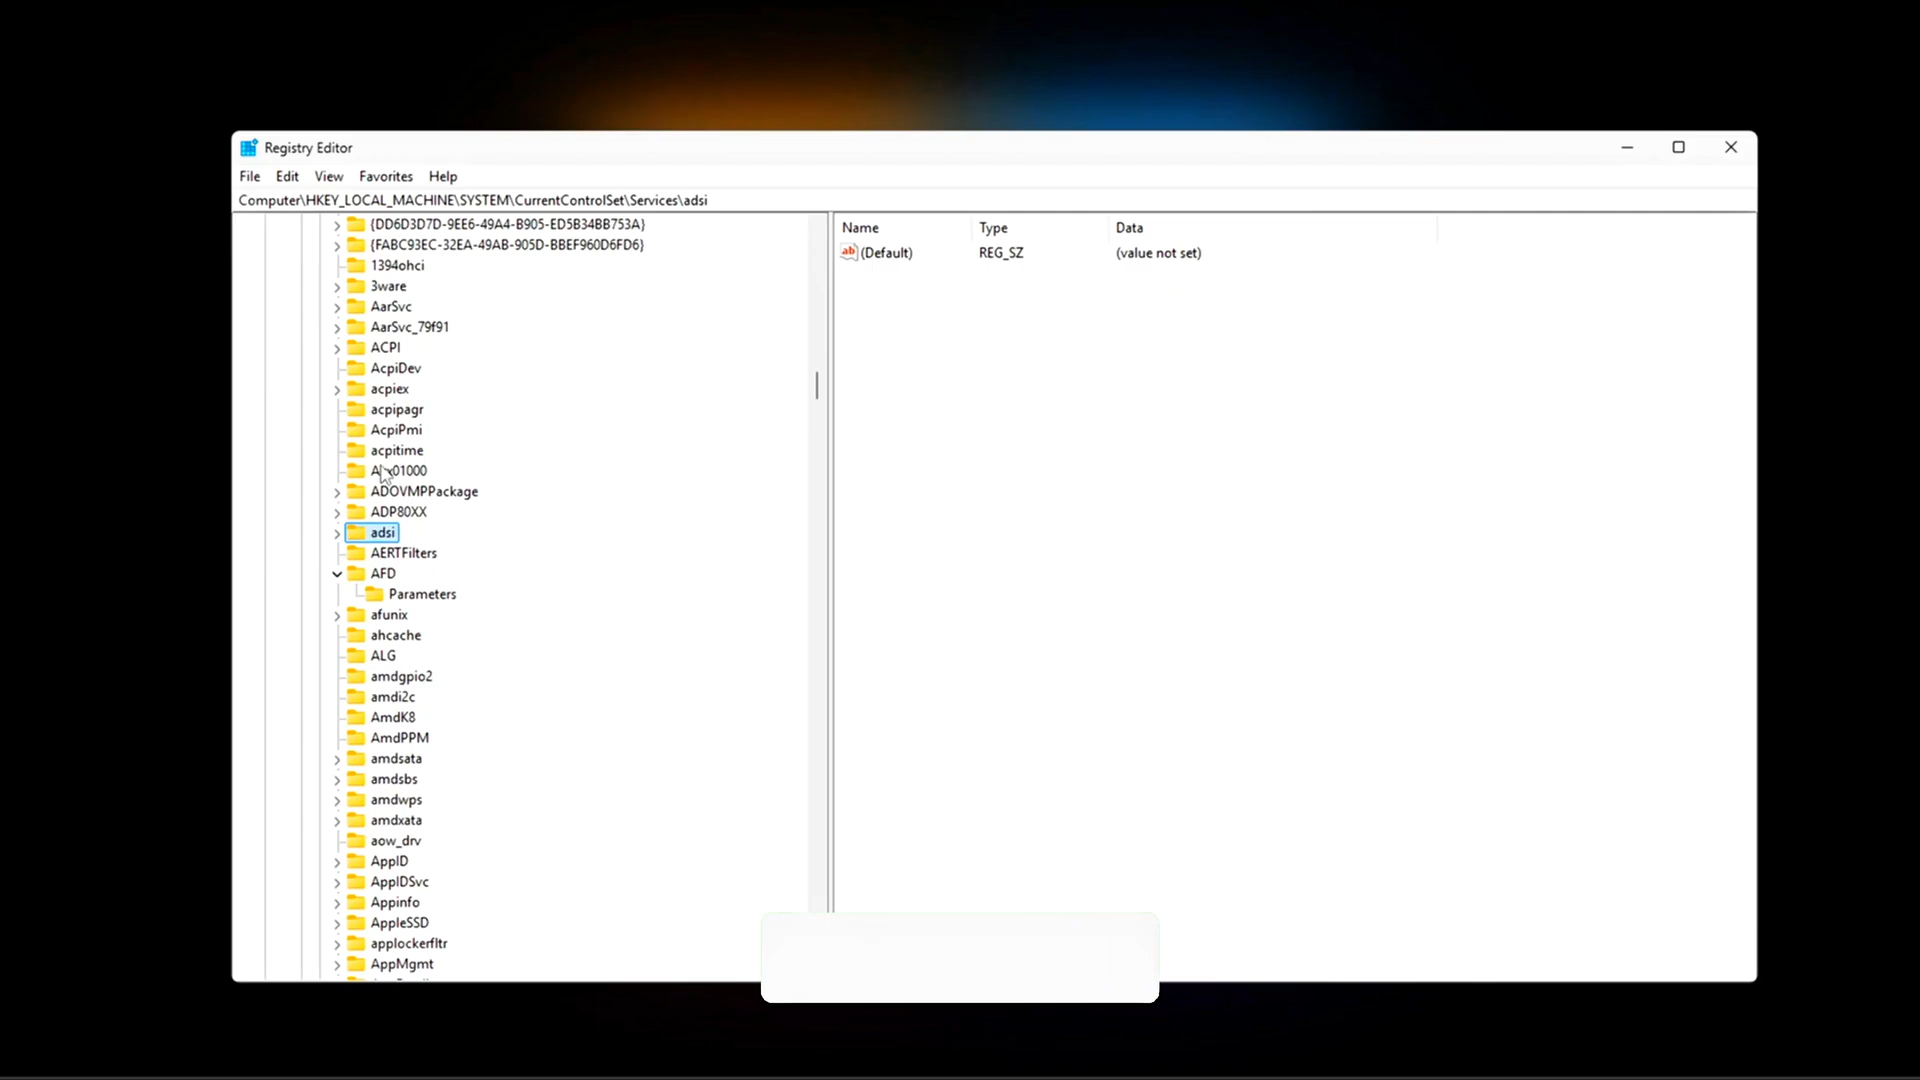 Registry Editor
File Edit View Favorites Help
Computer\HKEY_LOCAL_MACHINE\SYSTEM\CurrentControlSet\Services\adsi
{DD6D3D7D-9EE6-49A4-B905-ED5B34BB753A}
{FABC93EC-32EA-49AB-905D-BBEF960D6FD6}
1394ohci
3ware
AarSvc
AarSvc_79f91
ACPI
AcpiDev
acpiex
acpipagr
AcpiPmi
acpitime
ADOVMPPackage
ADP80XX
adsi
AERTFilters
AFD
Parameters
afunix
ahcache
ALG
amdgpio2
amdi2c
AmdK8
AmdPPM
amdsata
amdsbs
amdwps
amdxata
aow_drv
AppID
AppIDSvc
Appinfo
AppleSSD
applockerfltr
AppMgmt
Name Type Data
(Default) REG_SZ (value not set)